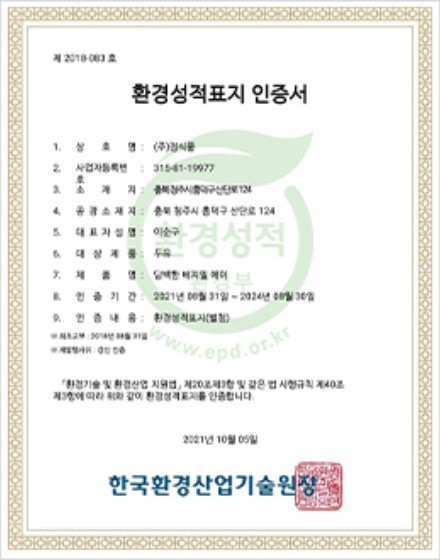 제 2018-083 호
환경성적표지 인증서
1. 상 호 명 : (주)정식품
2. 사업자등록번호 : 315-81-19977
3. 소 재 지 : 충북 청주시 흥덕구 산단로 124
4. 공장소재지 : 충북 청주시 흥덕구 산단로 124
5. 대표자성명 : 이순구
6. 대 상 제 품 : 두유
7. 제 품 명 : 담백한 베지밀 에이
8. 인 증 기 간 : 2021년 08월 31일 ~ 2024년 08월 30일
9. 인 증 내 용 : 환경성적표지(별첨)
※ 최초교부 : 2018년 08월 31일
※ 재발행사유 : 갱신 인증
환경성적
환경부
www.epd.or.kr
「환경기술 및 환경산업 지원법」 제20조제3항 및 같은 법 시행규칙 제40조
제3항에 따라 위와 같이 환경성적표지를 인증합니다.
2021년 10월 05일
한국환경산업기술원장